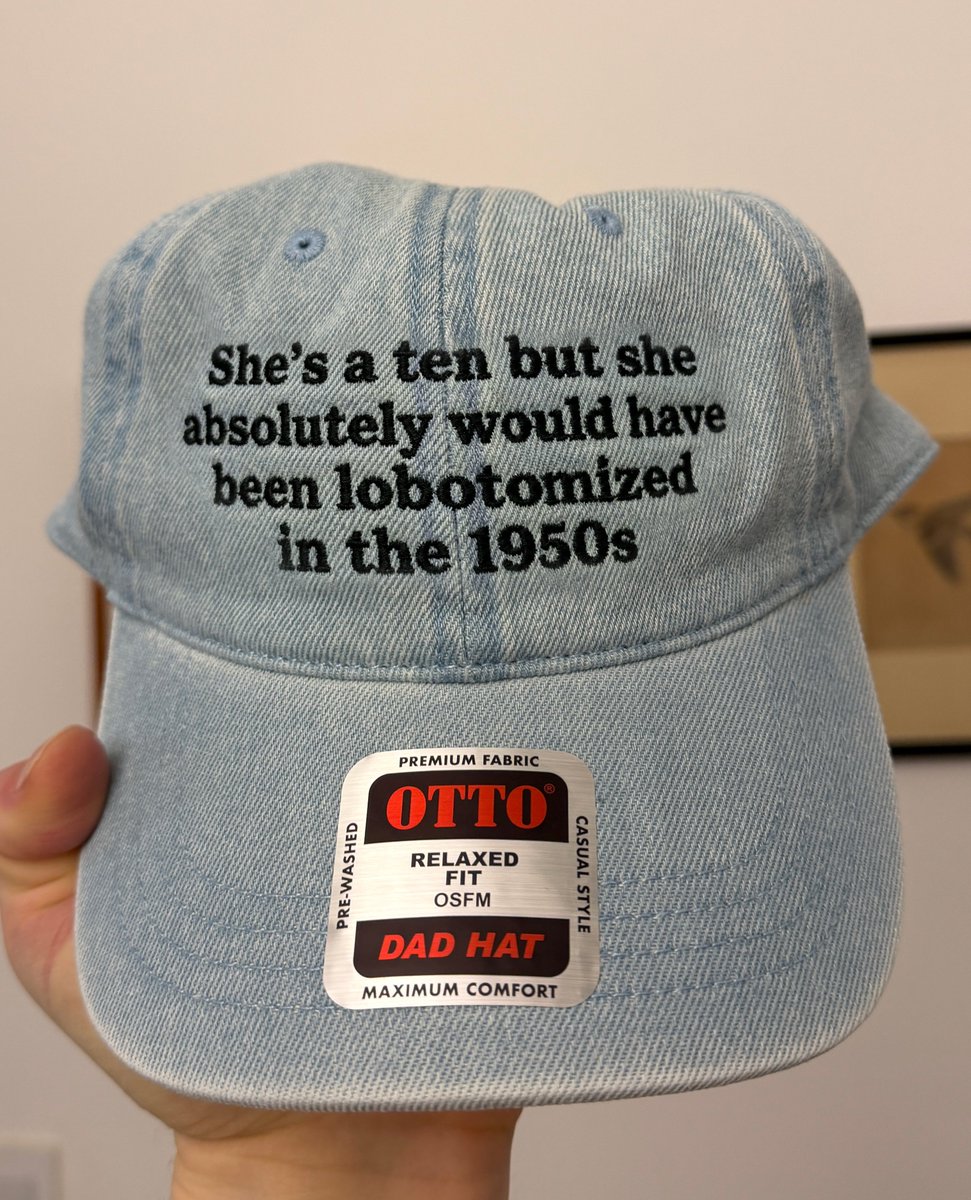 She's a ten but she
absolutely would have
been lobotomized
in the 1950s
PREMIUM FABRIC
OTTO®
PRE-WASHED
RELAXED
FIT
OSFM
CASUAL STYLE
DAD HAT
MAXIMUM COMFORT